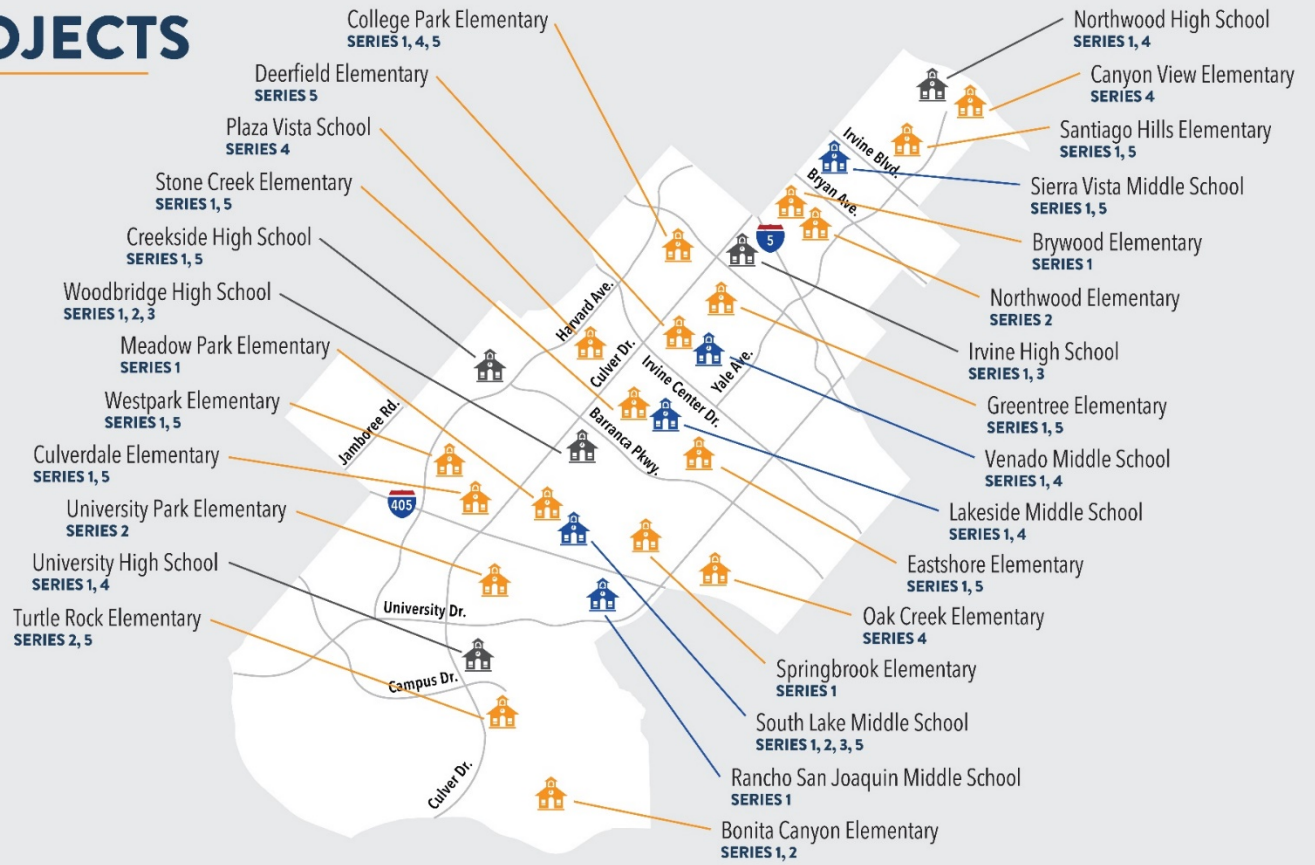 OJECTS
College Park Elementary
SERIES 1, 4, 5
Deerfield Elementary
SERIES 5
Plaza Vista School
SERIES 4
Stone Creek Elementary
SERIES 1, 5
Creekside High School
SERIES 1, 5
Woodbridge High School
SERIES 1, 2, 3
Meadow Park Elementary
SERIES 1
Westpark Elementary
SERIES 1, 5
Culverdale Elementary
SERIES 1, 5
University Park Elementary
SERIES 2
University High School
SERIES 1, 4
Turtle Rock Elementary
SERIES 2, 5
Irvine Blvd.
Bryan Ave.
5
Harvard Ave.
Culver Dr.
Irvine Center Dr.
Yale Ave.
Barranca Pkwy.
Jamboree Rd.
405
University Dr.
Campus Dr.
Culver Dr.
Northwood High School
SERIES 1, 4
Canyon View Elementary
SERIES 4
Santiago Hills Elementary
SERIES 1, 5
Sierra Vista Middle School
SERIES 1, 5
Brywood Elementary
SERIES 1
Northwood Elementary
SERIES 2
Irvine High School
SERIES 1, 3
Greentree Elementary
SERIES 1, 5
Venado Middle School
SERIES 1, 4
Lakeside Middle School
SERIES 1, 4
Eastshore Elementary
SERIES 1, 5
Oak Creek Elementary
SERIES 4
Springbrook Elementary
SERIES 1
South Lake Middle School
SERIES 1, 2, 3, 5
Rancho San Joaquin Middle School
SERIES 1
Bonita Canyon Elementary
SERIES 1, 2